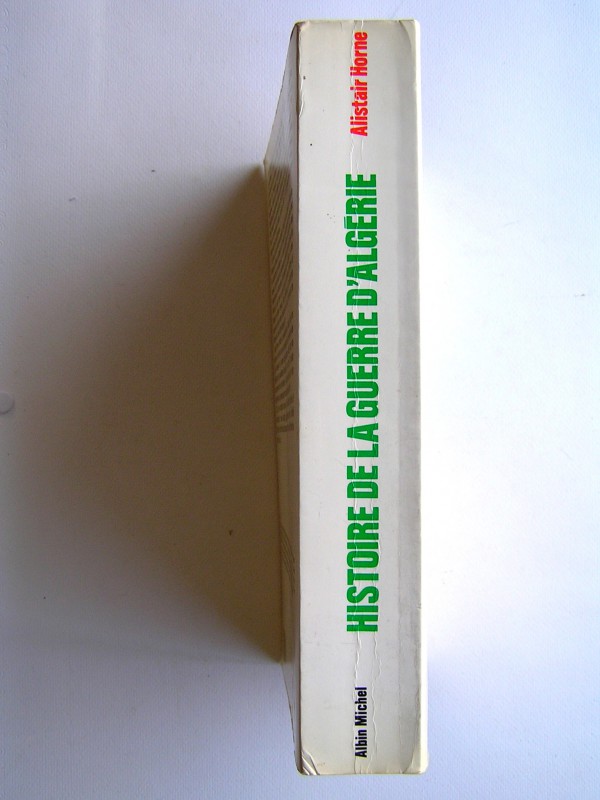 Alistair Horne
HISTOIRE DE LA GUERRE D'ALGÉRIE
Albin Michel